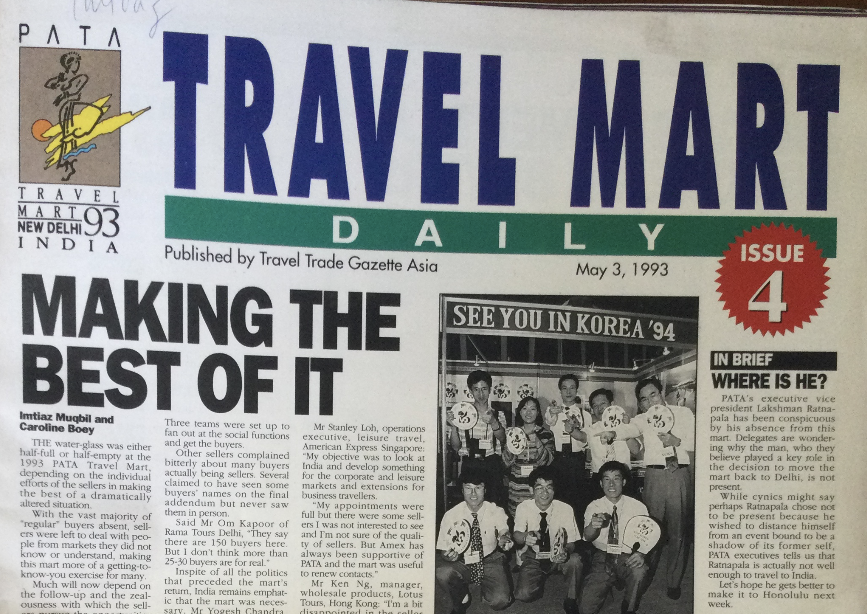 PATA
TRAVEL
MART 93
NEW DELHI
INDIA
TRAVEL MART
DAILY
Published by Travel Trade Gazette Asia
May 3, 1993
ISSUE
4
MAKING THE
BEST OF IT
Imtiaz Muqbil and
Caroline Boey
THE water-glass was either
half-full or half-empty at the
1993 PATA Travel Mart,
depending on the individual
efforts of the sellers in making
the best of a dramatically
altered situation.
With the vast majority of
"regular" buyers absent, sell-
ers were left to deal with peo-
ple from markets they did not
know or understand, making
this mart more of a getting-to-
know-you exercise for many.
Much will now depend on
the follow-up and the zeal-
ousness with which the sell-
Three teams were set up to
fan out at the social functions
and get the buyers.
Other sellers complained
bitterly about many buyers
actually being sellers. Several
claimed to have seen some
buyers' names on the final
addendum but never saw
them in person.
Said Mr Om Kapoor of
Rama Tours Delhi, "They say
there are 150 buyers here.
But I don't think more than
25-30 buyers are for real."
Inspite of all the politics
that preceded the mart's
return, India remains emphat-
ic that the mart was neces-
sary. Mr Yogesh Chandra,
Mr Stanley Loh, operations
executive, leisure travel,
American Express Singapore:
"My objective was to look at
India and develop something
for the corporate and leisure
markets and extensions for
business travellers.
"My appointments were
full but there were some sell-
ers I was not interested to see
and I'm not sure of the quali-
ty of sellers. But Amex has
always been supportive of
PATA and the mart was useful
to renew contacts."
Mr Ken Ng, manager,
wholesale products, Lotus
Tours, Hong Kong: "I'm a bit
disappointed in the seller
SEE YOU IN KOREA '94
IN BRIEF
WHERE IS HE?
PATA's executive vice
president Lakshman Ratna-
pala has been conspicuous
by his absence from this
mart. Delegates are wonder-
ing why the man, who they
believe played a key role in
the decision to move the
mart back to Delhi, is not
present.
While cynics might say
perhaps Ratnapala chose not
to be present because he
wished to distance himself
from an event bound to be a
shadow of its former self,
PATA executives tells us that
Ratnapala is actually not well
enough to travel to India.
Let's hope he gets better to
make it to Honolulu next
week.